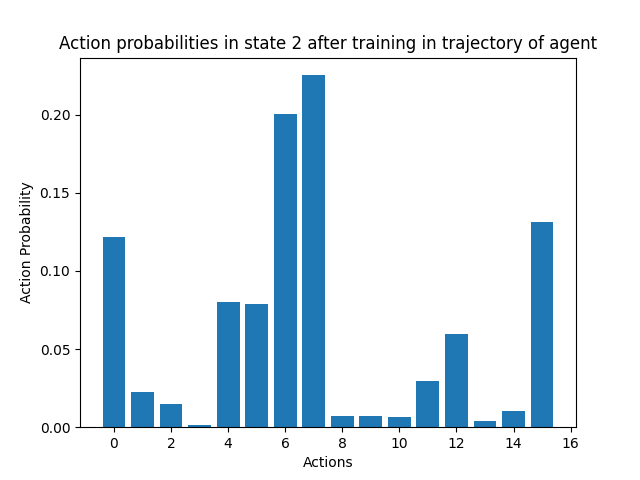 Action probabilities in state 2 after training in trajectory of agent
Action Probability
0.20
0.15
0.10
0.05
0.00
0 2 4 6 8 10 12 14 16
Actions